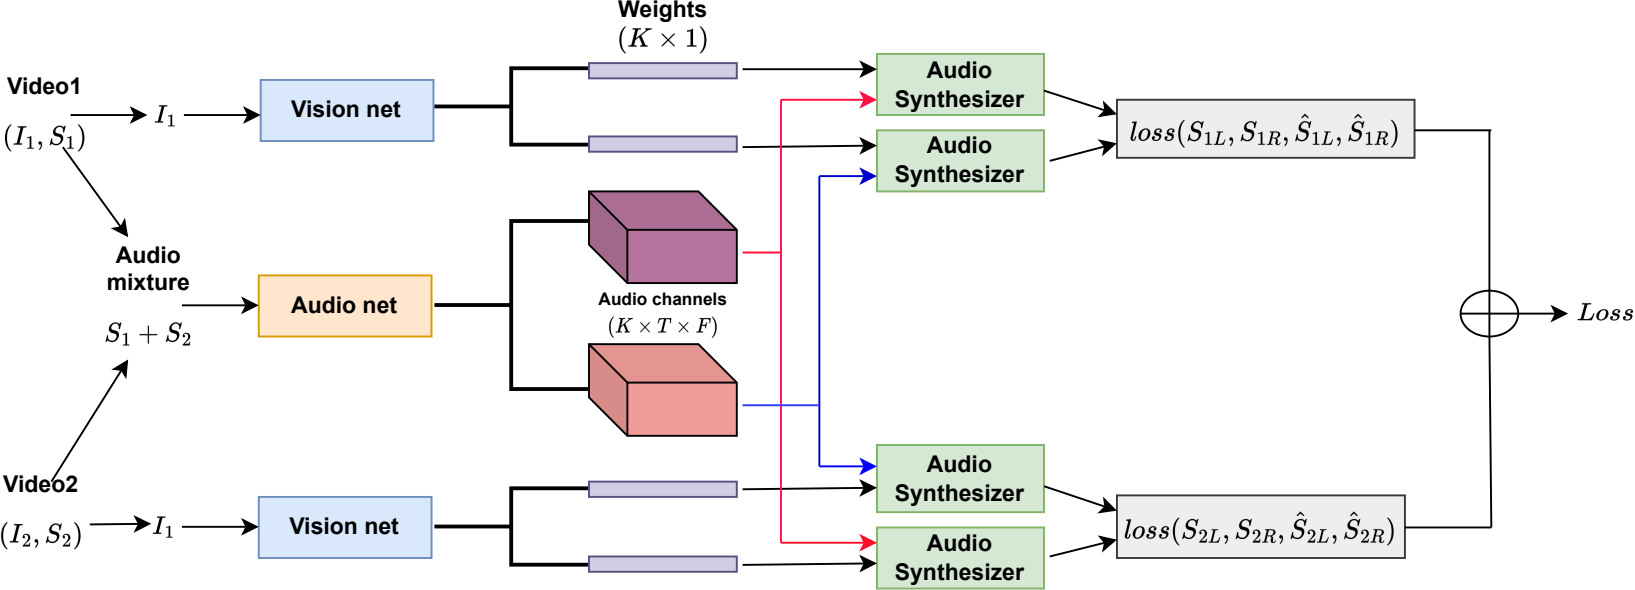 Weights
(K × 1)
Video1
(I₁, S₁)
I₁
Vision net
Audio
Synthesizer
Audio
Synthesizer
loss(S₁L, S₁R, Ŝ₁L, Ŝ₁R)
Audio
mixture
S₁ + S₂
Audio net
Audio channels
(K × T × F)
Loss
Video2
(I₂, S₂)
I₁
Vision net
Audio
Synthesizer
Audio
Synthesizer
loss(S₂L, S₂R, Ŝ₂L, Ŝ₂R)